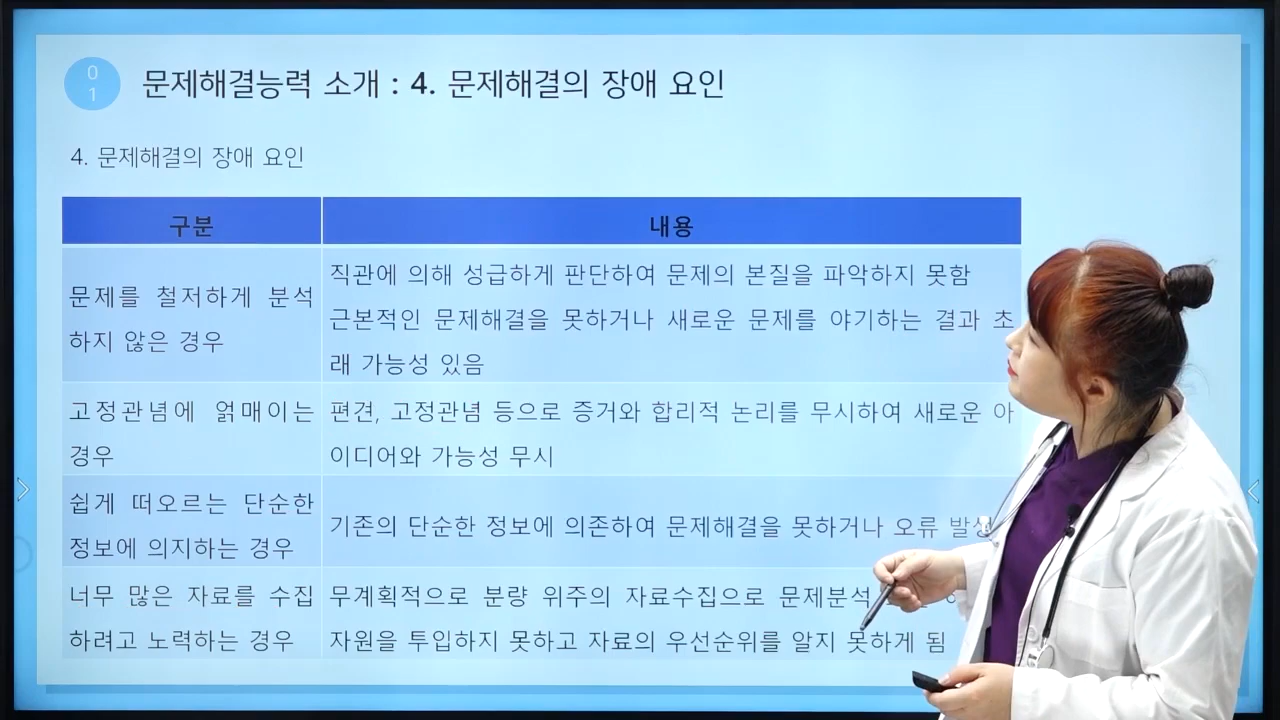 01
문제해결능력 소개 : 4. 문제해결의 장애 요인
4. 문제해결의 장애 요인
구분
내용
문제를 철저하게 분석
하지 않은 경우
직관에 의해 성급하게 판단하여 문제의 본질을 파악하지 못함
근본적인 문제해결을 못하거나 새로운 문제를 야기하는 결과 초
래 가능성 있음
고정관념에 얽매이는
경우
편견, 고정관념 등으로 증거와 합리적 논리를 무시하여 새로운 아
이디어와 가능성 무시
쉽게 떠오르는 단순한
정보에 의지하는 경우
기존의 단순한 정보에 의존하여 문제해결을 못하거나 오류 발생
너무 많은 자료를 수집
하려고 노력하는 경우
무계획적으로 분량 위주의 자료수집으로 문제분석
자원을 투입하지 못하고 자료의 우선순위를 알지 못하게 됨